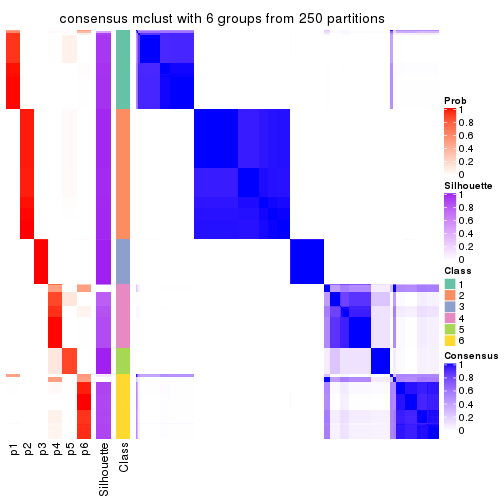 consensus mclust with 6 groups from 250 partitions
Prob
1
0.8
0.6
0.4
0.2
0
Silhouette
1
0.8
0.6
0.4
0.2
0
Class
1
2
3
4
5
6
Consensus
1
0.8
0.6
0.4
0.2
0
p1
p2
p3
p4
p5
p6
Silhouette
Class